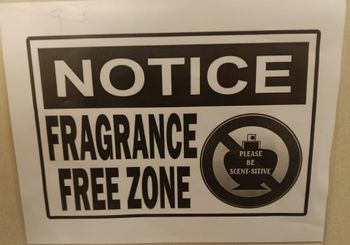 NOTICE
FRAGRANCE
FREE ZONE
PLEASE
BE
SCENT-SITIVE